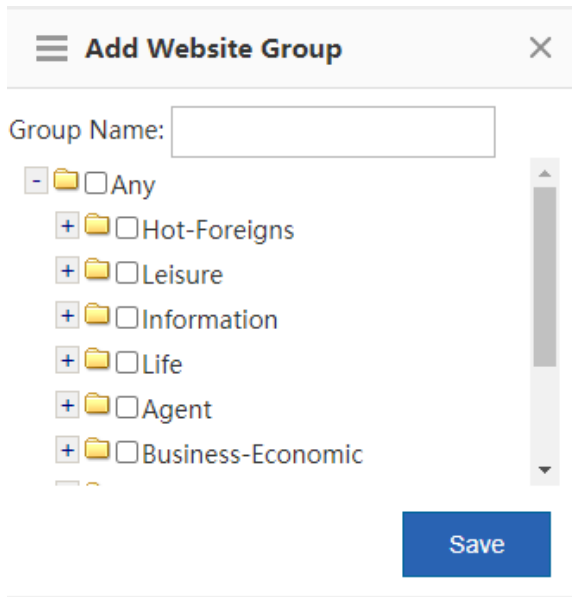 Add Website Group
Group Name:
- Any
+ Hot-Foreigns
+ Leisure
+ Information
+ Life
+ Agent
+ Business-Economic
Save